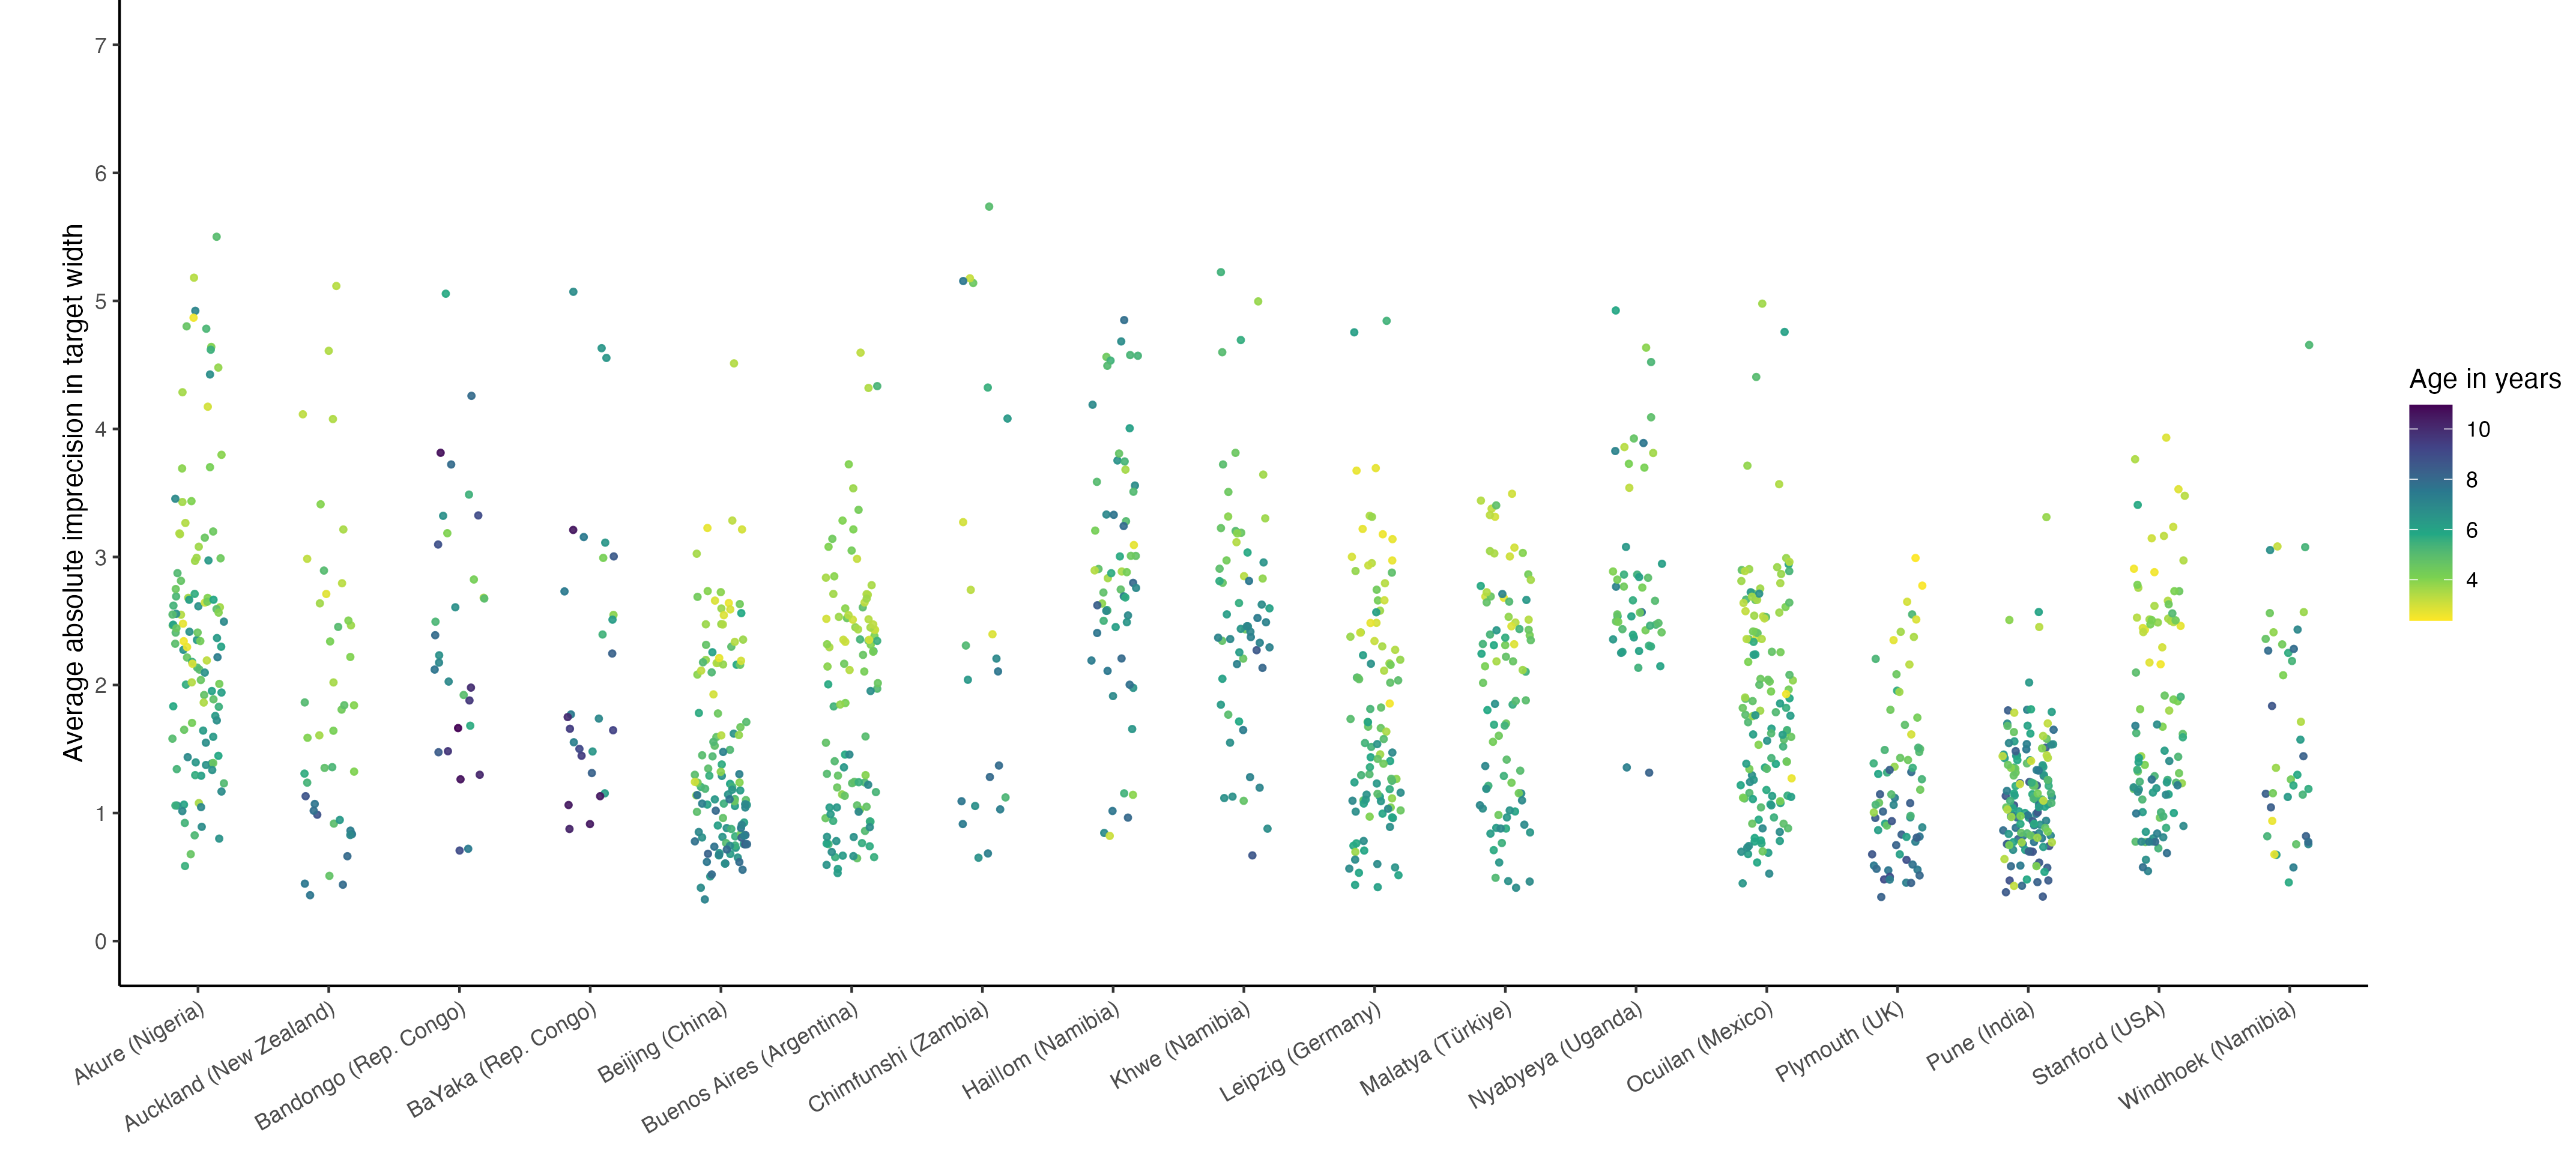 Average absolute imprecision in target width
7
6
5
4
3
2
1
0
Akure (Nigeria)
Auckland (New Zealand)
Bandongo (Rep. Congo)
BaYaka (Rep. Congo)
Beijing (China)
Buenos Aires (Argentina)
Chimfunshi (Zambia)
Haillom (Namibia)
Khwe (Namibia)
Leipzig (Germany)
Malatya (Türkiye)
Nyabyeya (Uganda)
Ocuilan (Mexico)
Plymouth (UK)
Pune (India)
Stanford (USA)
Windhoek (Namibia)
Age in years
10
8
6
4